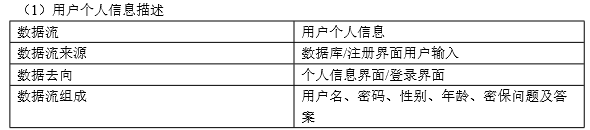 （1）用户个人信息描述
数据流 用户个人信息
数据流来源 数据库/注册界面用户输入
数据去向 个人信息界面/登录界面
数据流组成 用户名、密码、性别、年龄、密保问题及答
案